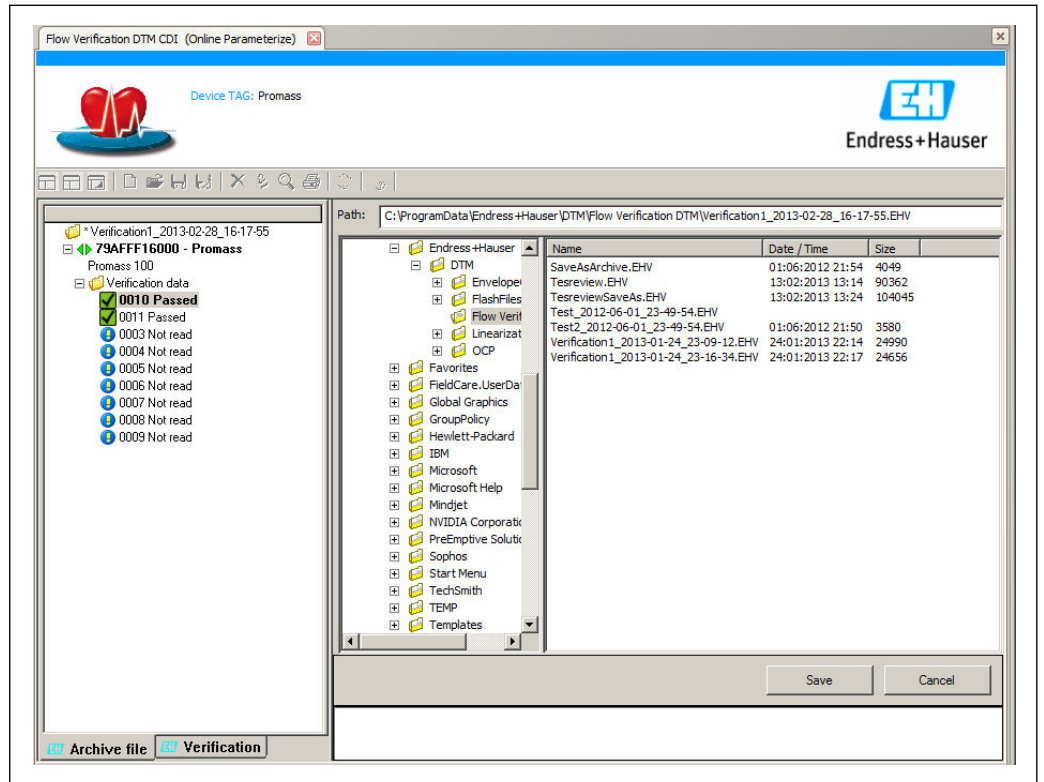 Flow Verification DTM CDI (Online Parameterize)
Device TAG: Promass
EH
Endress+Hauser
Path: C:\ProgramData\Endress+Hauser\DTM\Flow Verification DTM\Verification1_2013-02-28_16-17-55.EHV
* Verification1_2013-02-28_16-17-55
79AFFF16000 - Promass
Promass 100
Verification data
0010 Passed
0011 Passed
0003 Not read
0004 Not read
0005 Not read
0006 Not read
0007 Not read
0008 Not read
0009 Not read
Endress+Hauser
DTM
Envelope
FlashFiles
Flow Verif
Linearizat
OCP
Favorites
FieldCare.UserDa
Global Graphics
GroupPolicy
Hewlett-Packard
IBM
Microsoft
Microsoft Help
Mindjet
NVIDIA Corporatio
PreEmptive Solutio
Sophos
Start Menu
TechSmith
TEMP
Templates
Name Date / Time Size
SaveAsArchive.EHV 01:06:2012 21:54 4049
Tesreview.EHV 13:02:2013 13:14 90362
TesreviewSaveAs.EHV 13:02:2013 13:24 104045
Test_2012-06-01_23-49-54.EHV
Test2_2012-06-01_23-49-54.EHV 01:06:2012 21:50 3580
Verification1_2013-01-24_23-09-12.EHV 24:01:2013 22:14 24990
Verification1_2013-01-24_23-16-34.EHV 24:01:2013 22:17 24656
Save Cancel
EH Archive file EH Verification